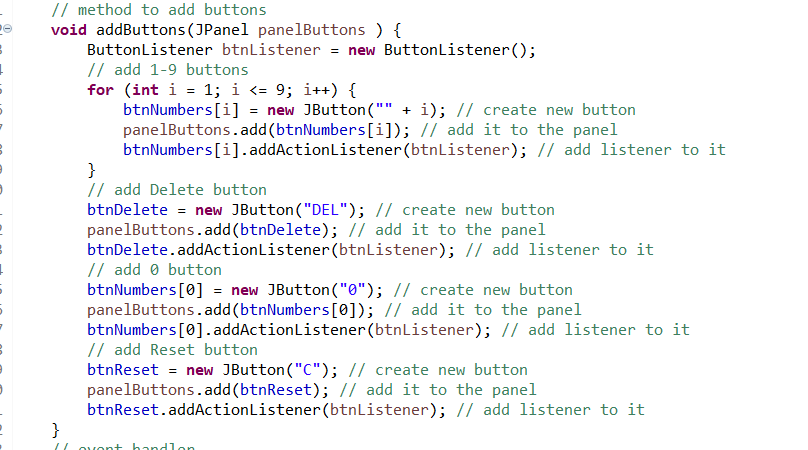 // method to add buttons
void addButtons(JPanel panelButtons ) {
ButtonListener btnListener = new ButtonListener();
// add 1-9 buttons
for (int i = 1; i <= 9; i++) {
btnNumbers[i] = new JButton("" + i); // create new button
panelButtons.add(btnNumbers[i]); // add it to the panel
btnNumbers[i].addActionListener(btnListener); // add listener to it
}
// add Delete button
btnDelete = new JButton("DEL"); // create new button
panelButtons.add(btnDelete); // add it to the panel
btnDelete.addActionListener(btnListener); // add listener to it
// add 0 button
btnNumbers[0] = new JButton("0"); // create new button
panelButtons.add(btnNumbers[0]); // add it to the panel
btnNumbers[0].addActionListener(btnListener); // add listener to it
// add Reset button
btnReset = new JButton("C"); // create new button
panelButtons.add(btnReset); // add it to the panel
btnReset.addActionListener(btnListener); // add listener to it
}
// event handler